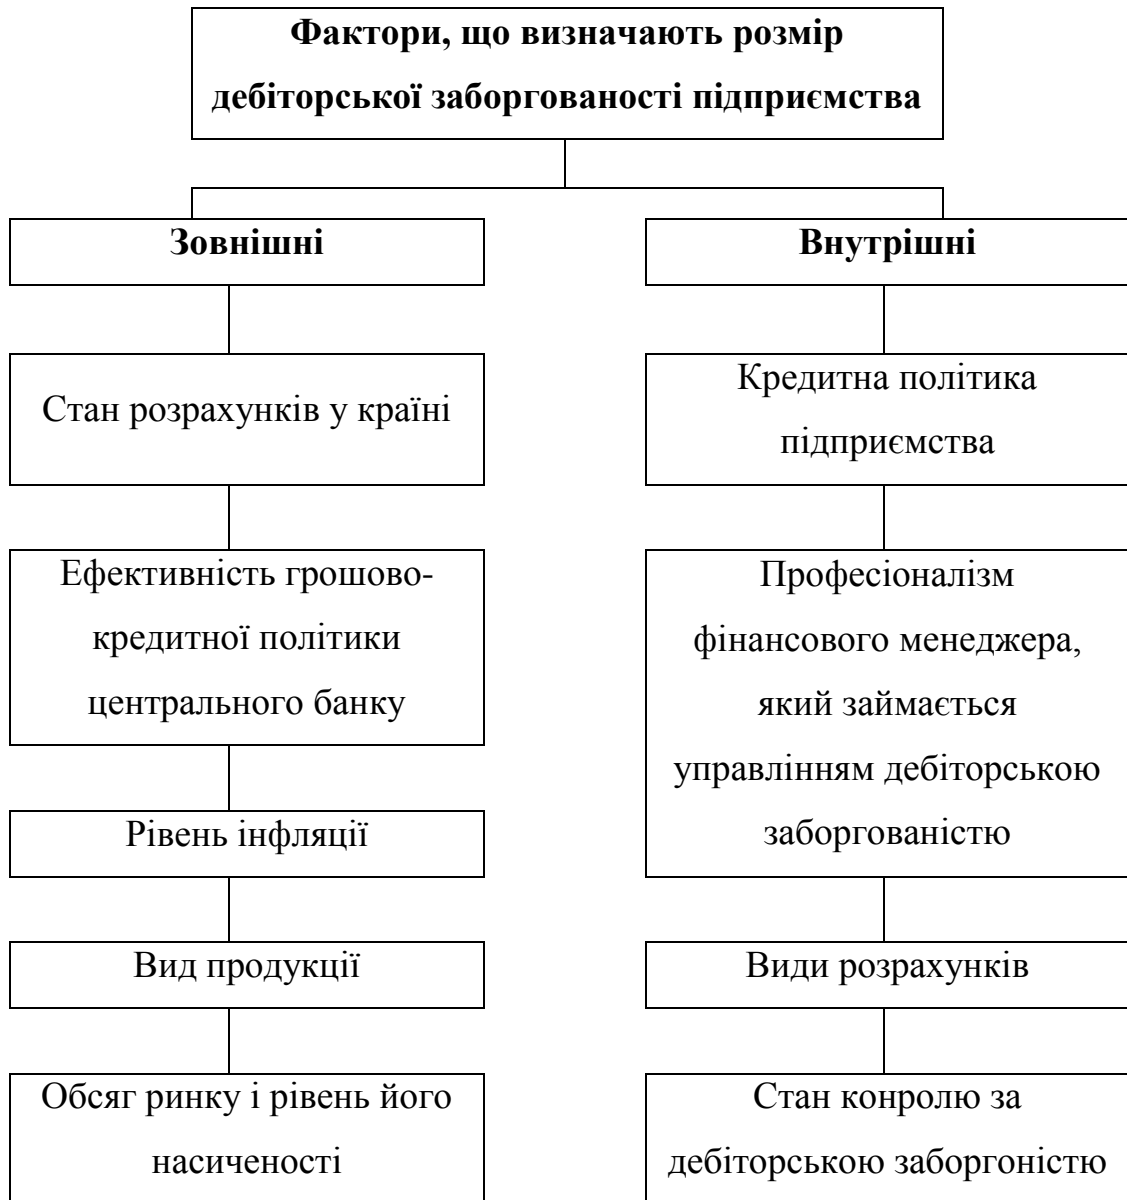 Фактори, що визначають розмір
дебіторської заборгованості підприємства
Зовнішні
Внутрішні
Стан розрахунків у країні
Кредитна політика
підприємства
Ефективність грошово-
кредитної політики
центрального банку
Професіоналізм
фінансового менеджера,
який займається
управлінням дебіторською
заборгованістю
Рівень інфляції
Вид продукції
Види розрахунків
Обсяг ринку і рівень його
насиченості
Стан конролю за
дебіторською заборгоністю